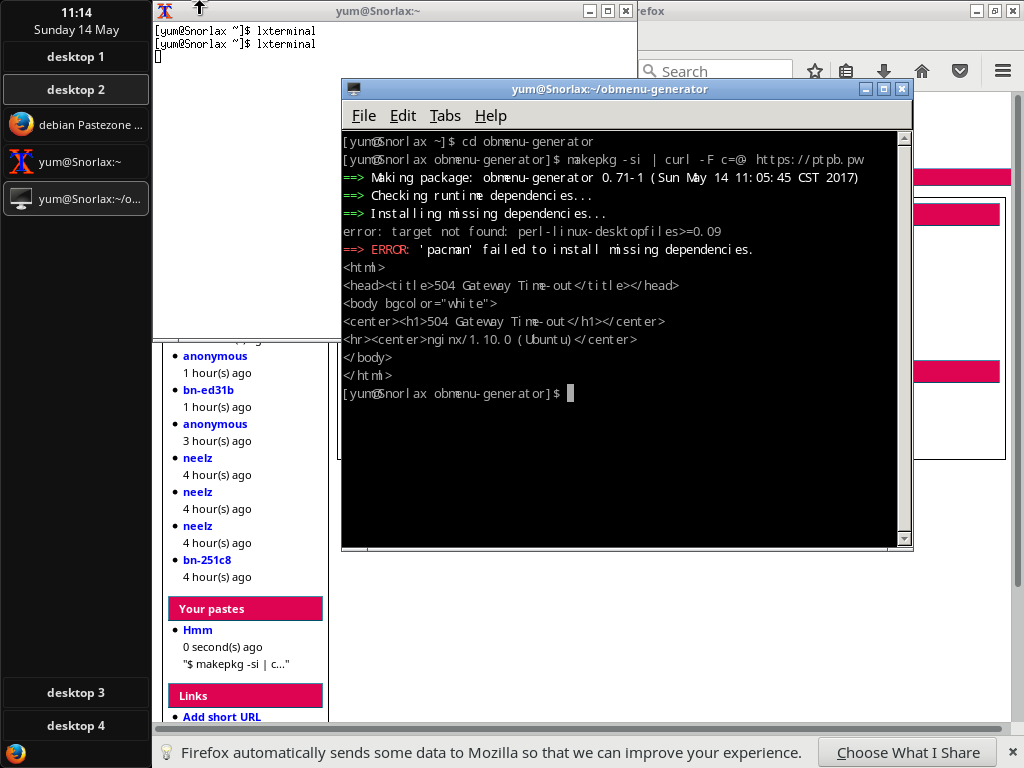 11:14
Sunday 14 May
desktop 1
desktop 2
debian Pastezone ...
yum@Snorlax:~
yum@Snorlax:~/o...
desktop 3
desktop 4
yum@Snorlax:~
[yum@Snorlax ~]$ lxterminal
[yum@Snorlax ~]$ lxterminal
refox
Search
yum@Snorlax:~/obmenu-generator
File Edit Tabs Help
[yum@Snorlax ~]$ cd obmenu-generator
[yum@Snorlax obmenu-generator]$ makepkg -si | curl -F c=@ https://ptpb.pw
==> Making package: obmenu-generator 0.71-1 (Sun May 14 11:05:45 CST 2017)
==> Checking runtime dependencies...
==> Installing missing dependencies...
error: target not found: perl-linux-desktopfiles>=0.09
==> ERROR: 'pacman' failed to install missing dependencies.
<html>
<head><title>504 Gateway Time-out</title></head>
<body bgcolor="white">
<center><h1>504 Gateway Time-out</h1></center>
<hr><center>nginx/1.10.0 (Ubuntu)</center>
</body>
</html>
[yum@Snorlax obmenu-generator]$
anonymous
1 hour(s) ago
bn-ed31b
1 hour(s) ago
anonymous
3 hour(s) ago
neelz
4 hour(s) ago
neelz
4 hour(s) ago
neelz
4 hour(s) ago
bn-251c8
4 hour(s) ago
Your pastes
Hmm
0 second(s) ago
"$ makepkg -si | c..."
Links
Add short URL
Firefox automatically sends some data to Mozilla so that we can improve your experience.
Choose What I Share